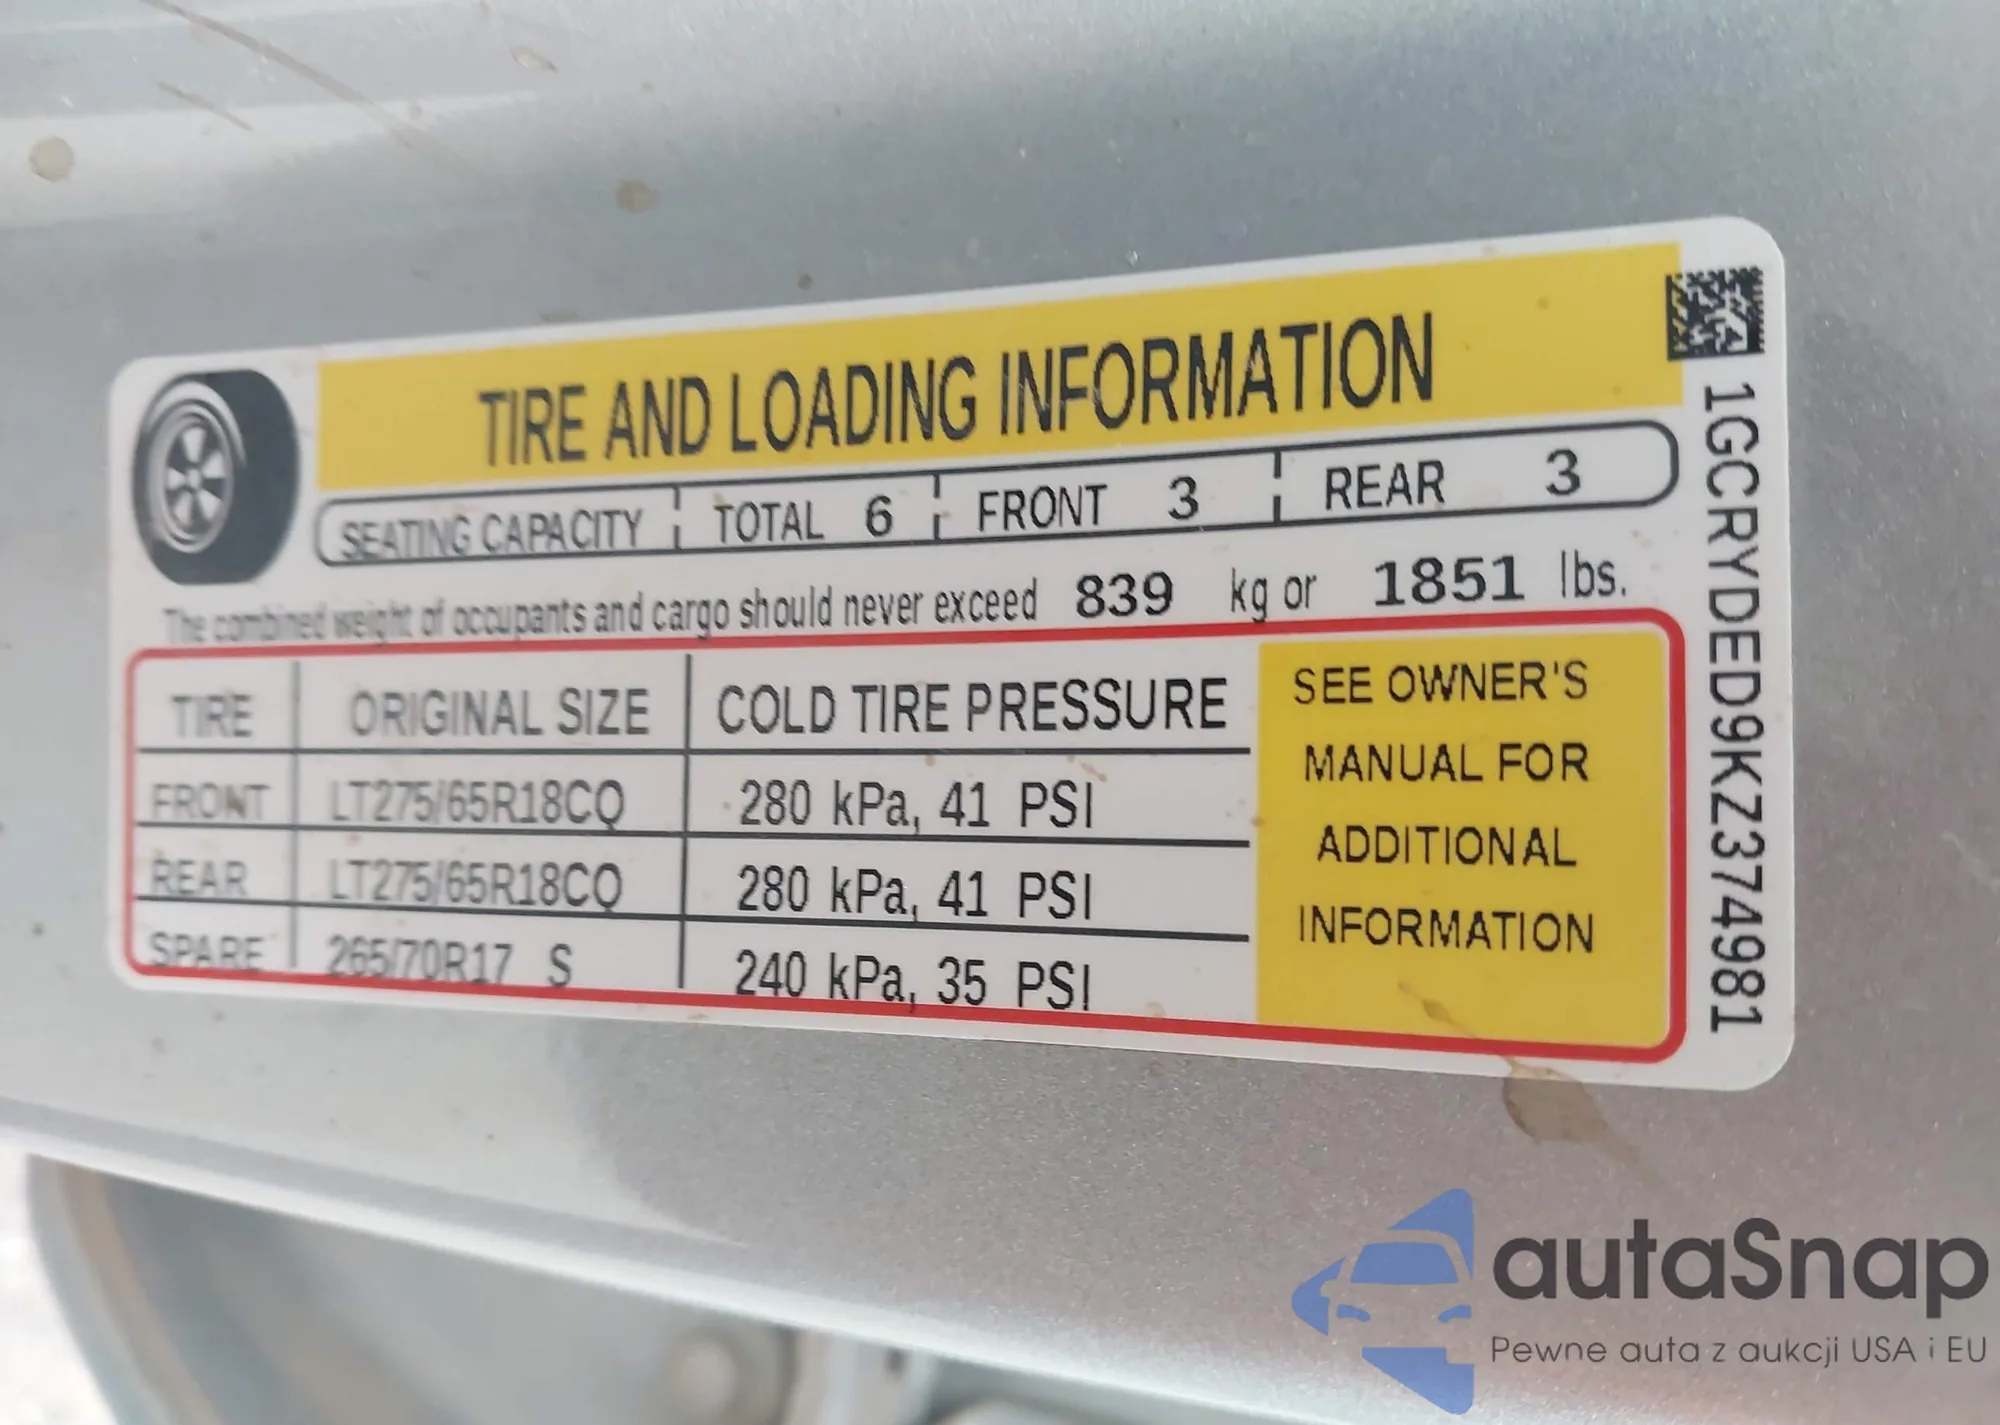 TIRE AND LOADING INFORMATION
SEATING CAPACITY TOTAL 6 FRONT 3 REAR 3
The combined weight of occupants and cargo should never exceed 839 kg or 1851 lbs.
TIRE ORIGINAL SIZE COLD TIRE PRESSURE
FRONT LT275/65R18CQ 280 kPa, 41 PSI
REAR LT275/65R18CQ 280 kPa, 41 PSI
SPARE 265/70R17 S 240 kPa, 35 PSI
SEE OWNER'S
MANUAL FOR
ADDITIONAL
INFORMATION
1GCRYDED9KZ374981
autaSnap
Pewne auta z aukcji USA i EU